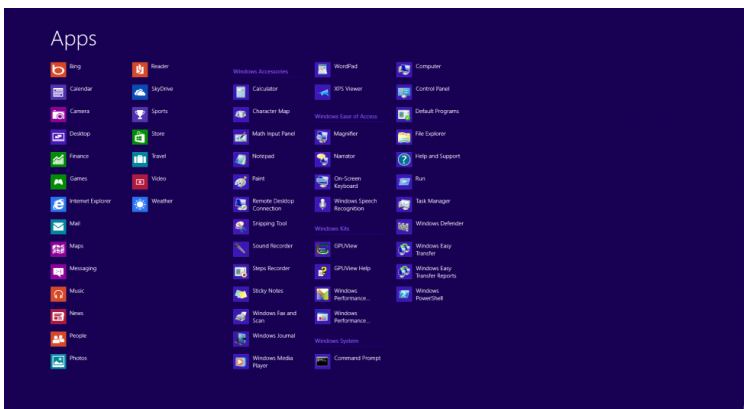 Apps
Bing
Calendar
Camera
Desktop
Finance
Games
Internet Explorer
Mail
Maps
Messaging
Music
News
People
Photos
Reader
SkyDrive
Sports
Store
Travel
Video
Weather
Windows Accessories
Calculator
Character Map
Math Input Panel
Notepad
Paint
Remote Desktop
Connection
Snipping Tool
Sound Recorder
Steps Recorder
Sticky Notes
Windows Fax and
Scan
Windows Journal
Windows Media
Player
WordPad
XPS Viewer
Windows Ease of Access
Magnifier
Narrator
On-Screen
Keyboard
Windows Speech
Recognition
Windows Kits
GPUView
GPUView Help
Windows
Performance...
Windows
Performance...
Windows System
Command Prompt
Computer
Control Panel
Default Programs
File Explorer
Help and Support
Run
Task Manager
Windows Defender
Windows Easy
Transfer
Windows Easy
Transfer Reports
Windows
PowerShell